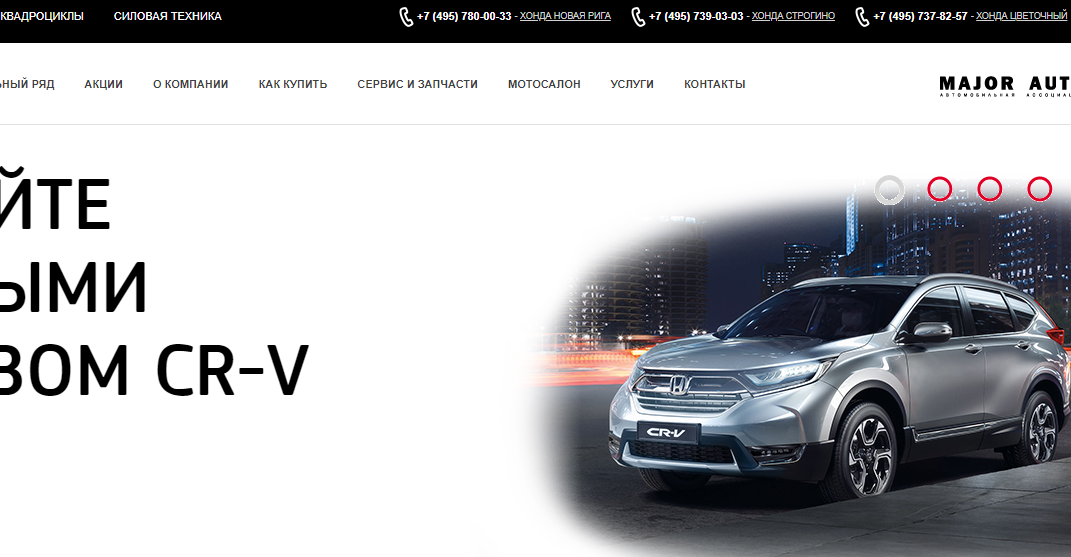 КВАДРОЦИКЛЫ СИЛОВАЯ ТЕХНИКА +7 (495) 780-00-33 - ХОНДА НОВАЯ РИГА +7 (495) 739-03-03 - ХОНДА СТРОГИНО +7 (495) 737-82-57 - ХОНДА ЦВЕТОЧНЫЙ
ЬНЫЙ РЯД АКЦИИ О КОМПАНИИ КАК КУПИТЬ СЕРВИС И ЗАПЧАСТИ МОТОСАЛОН УСЛУГИ КОНТАКТЫ
MAJOR AUT
АВТОМОБИЛЬНАЯ АССОЦИАЦ
ЙТЕ
ЫМИ
ВОМ CR-V
CR-V